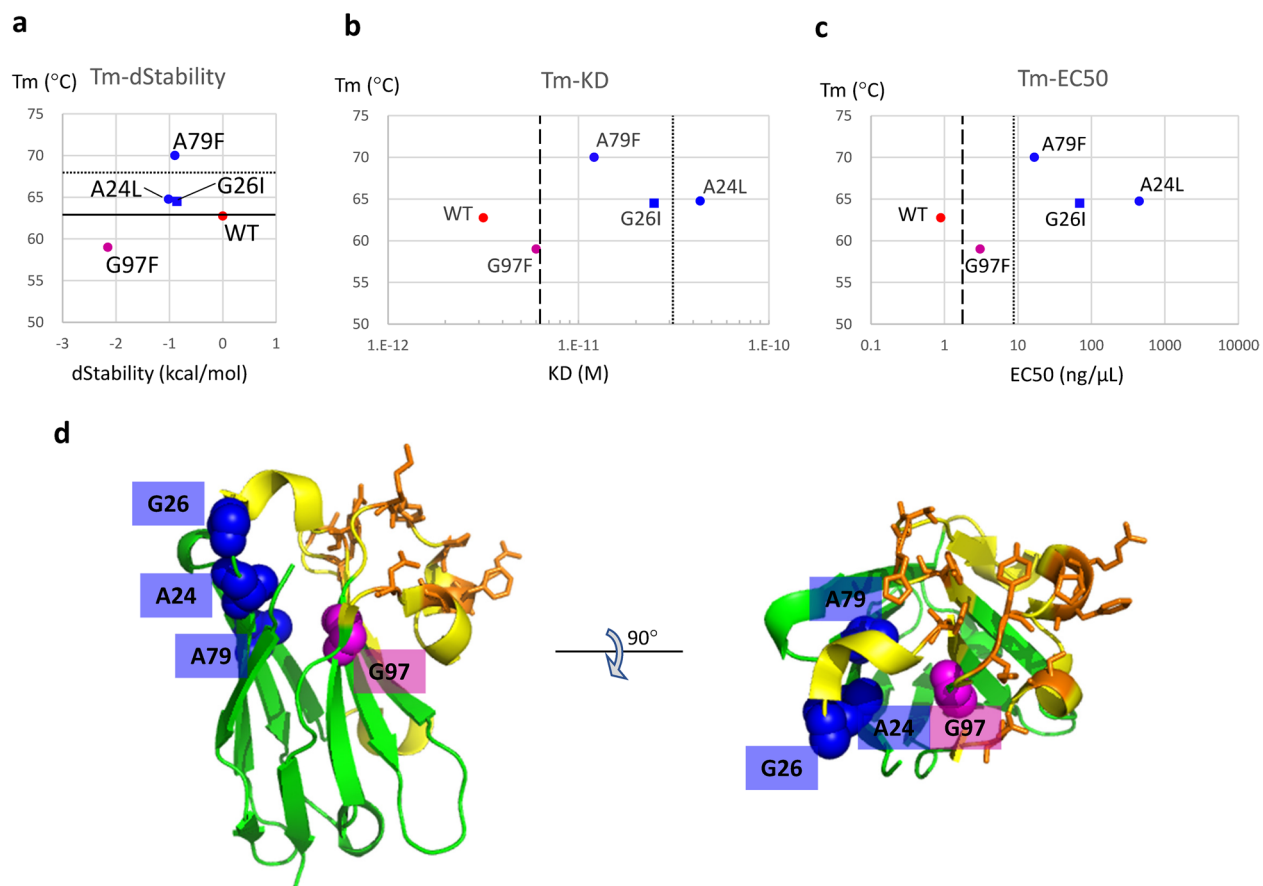 a
Tm-dStability
Tm (°C)
75
70
65
60
55
50
A79F
A24L
G26I
WT
G97F
-3 -2 -1 0 1
dStability (kcal/mol)
b
Tm-KD
Tm (°C)
75
70
65
60
55
50
A79F
A24L
WT
G26I
G97F
1.E-12 1.E-11 1.E-10
KD (M)
c
Tm-EC50
Tm (°C)
75
70
65
60
55
50
A79F
A24L
WT
G26I
G97F
0.1 1 10 100 1000 10000
EC50 (ng/µL)
d
G26
A24
A79
G97
90°
A79
A24 G97
G26